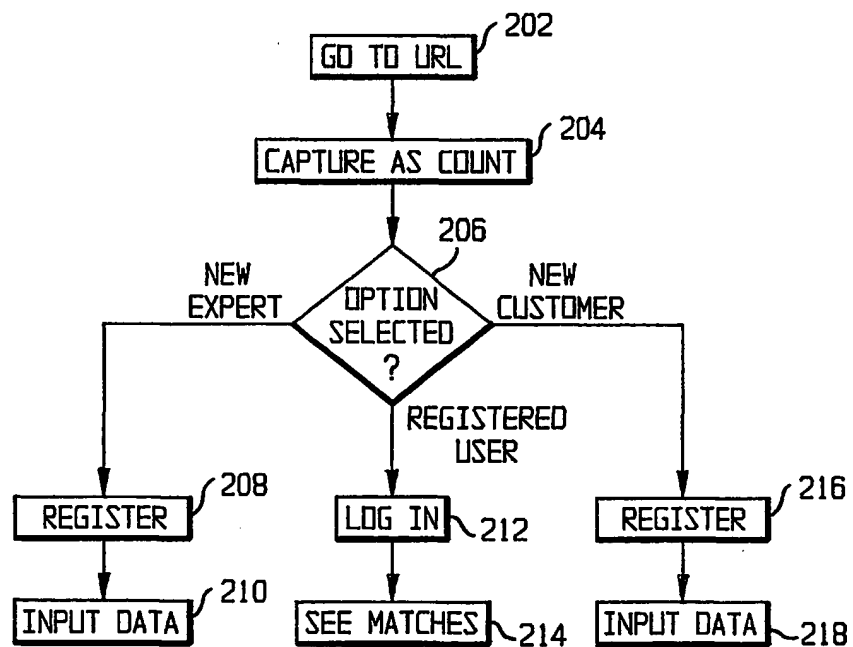 202
GO TO URL
204
CAPTURE AS COUNT
206
NEW
EXPERT
OPTION
SELECTED
?
NEW
CUSTOMER
REGISTERED
USER
208
REGISTER
LOG IN
212
216
REGISTER
210
INPUT DATA
SEE MATCHES
214
INPUT DATA
218